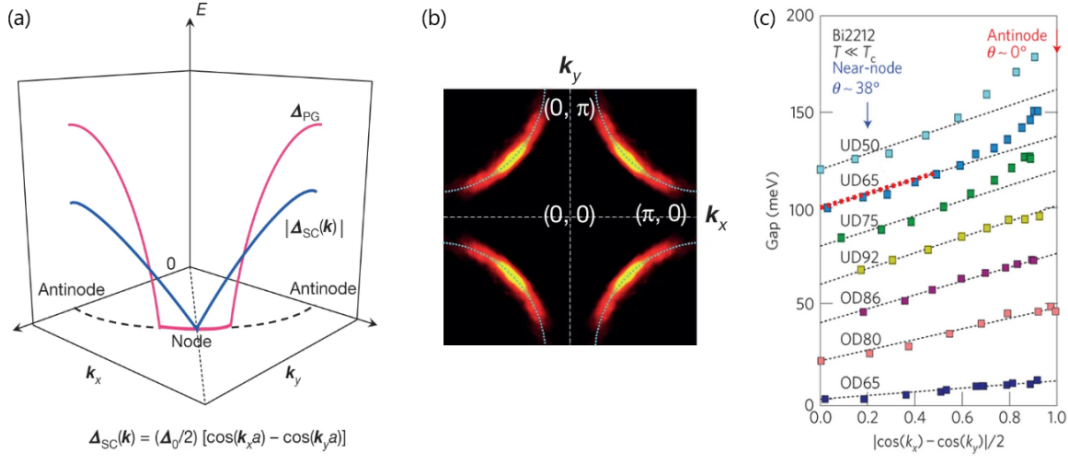 (a)
E
Δ_PG
|Δ_SC(k)|
0
Antinode
Antinode
Node
k_x
k_y
Δ_SC(k) = (Δ_0/2) [cos(k_xa) – cos(k_ya)]
(b)
k_y
(0, π)
(0, 0)
(π, 0)
k_x
(c)
200
150
100
50
0
Gap (meV)
Bi2212
T ≪ T_c
Near-node
θ ~ 38°
Antinode
θ ~ 0°
UD50
UD65
UD75
UD92
OD86
OD80
OD65
0.0
0.2
0.4
0.6
0.8
1.0
|cos(k_x) – cos(k_y)|/2